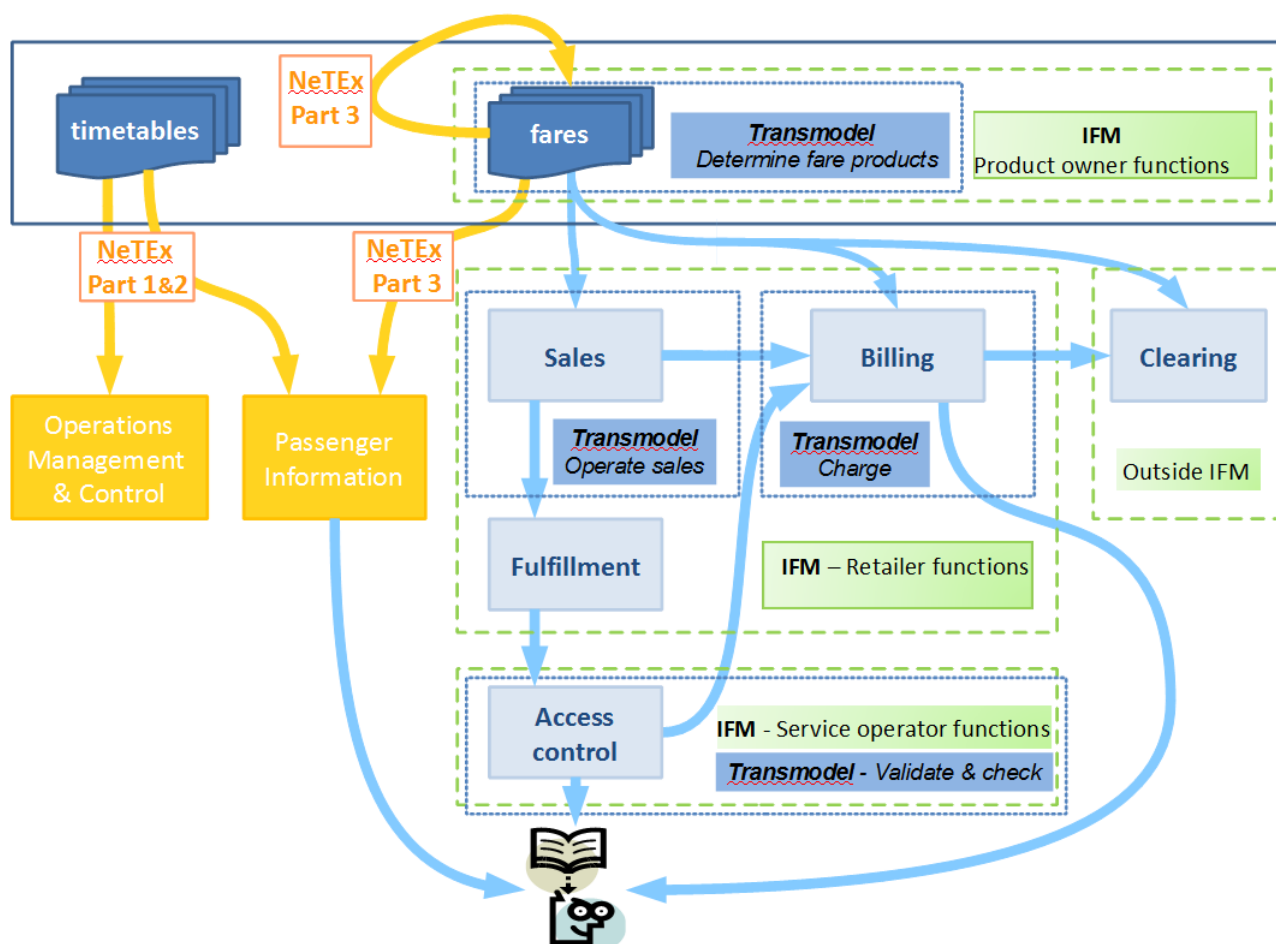 NeTEx
Part 3
timetables
fares
Transmodel
Determine fare products
IFM
Product owner functions
NeTEx
Part 1&2
NeTEx
Part 3
Sales
Billing
Clearing
Transmodel
Operate sales
Transmodel
Charge
Outside IFM
Operations
Management
& Control
Passenger
Information
Fulfillment
IFM – Retailer functions
Access
control
IFM - Service operator functions
Transmodel - Validate & check